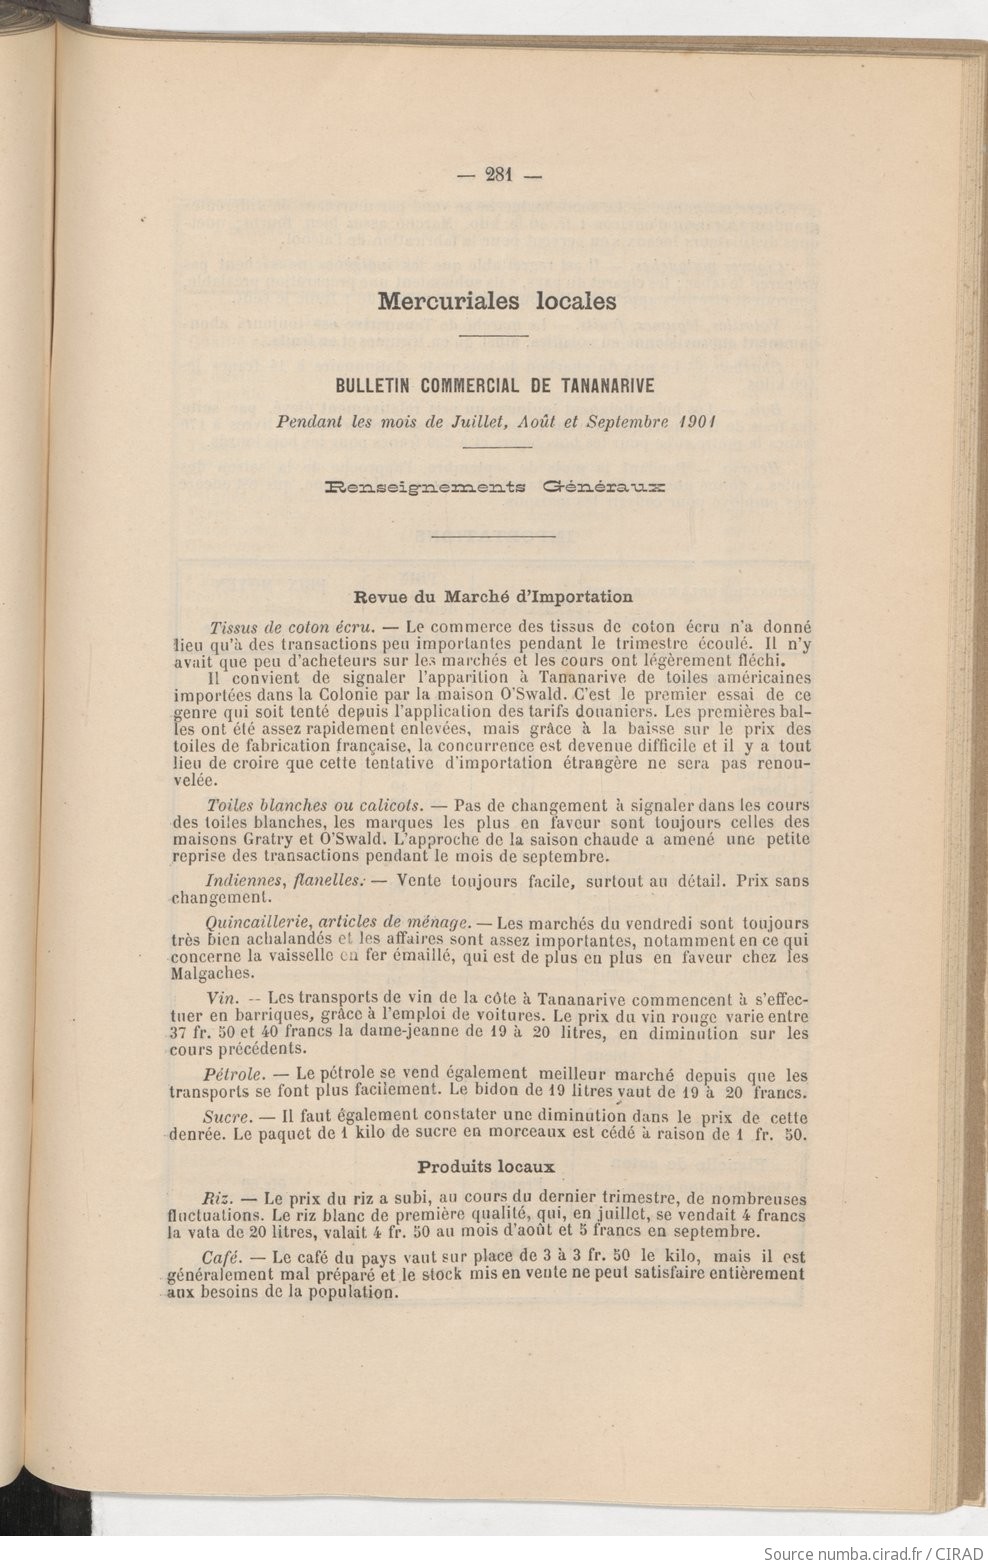 — 281 —
Mercuriales locales
BULLETIN COMMERCIAL DE TANANARIVE
Pendant les mois de Juillet, Août et Septembre 1901
Renseignements Généraux
Revue du Marché d'Importation
Tissus de coton écru. — Le commerce des tissus de coton écru n'a donné
lieu qu'à des transactions peu importantes pendant le trimestre écoulé. Il n'y
avait que peu d'acheteurs sur les marchés et les cours ont légèrement fléchi.
Il convient de signaler l'apparition à Tananarive de toiles américaines
importées dans la Colonie par la maison O'Swald. C'est le premier essai de ce
genre qui soit tenté depuis l'application des tarifs douaniers. Les premières bal-
les ont été assez rapidement enlevées, mais grâce à la baisse sur le prix des
toiles de fabrication française, la concurrence est devenue difficile et il y a tout
lieu de croire que cette tentative d'importation étrangère ne sera pas renou-
velée.
Toiles blanches ou calicots. — Pas de changement à signaler dans les cours
des toiles blanches, les marques les plus en faveur sont toujours celles des
maisons Gratry et O'Swald. L'approche de la saison chaude a amené une petite
reprise des transactions pendant le mois de septembre.
Indiennes, flanelles. — Vente toujours facile, surtout au détail. Prix sans
changement.
Quincaillerie, articles de ménage. — Les marchés du vendredi sont toujours
très bien achalandés et les affaires sont assez importantes, notamment en ce qui
concerne la vaisselle en fer émaillé, qui est de plus en plus en faveur chez les
Malgaches.
Vin. -- Les transports de vin de la côte à Tananarive commencent à s'effec-
tuer en barriques, grâce à l'emploi de voitures. Le prix du vin rouge varie entre
37 fr. 50 et 40 francs la dame-jeanne de 19 à 20 litres, en diminution sur les
cours précédents.
Pétrole. — Le pétrole se vend également meilleur marché depuis que les
transports se font plus facilement. Le bidon de 19 litres vaut de 19 à 20 francs.
Sucre. — Il faut également constater une diminution dans le prix de cette
denrée. Le paquet de 1 kilo de sucre en morceaux est cédé à raison de 1 fr. 50.
Produits locaux
Riz. — Le prix du riz a subi, au cours du dernier trimestre, de nombreuses
fluctuations. Le riz blanc de première qualité, qui, en juillet, se vendait 4 francs
la vata de 20 litres, valait 4 fr. 50 au mois d'août et 5 francs en septembre.
Café. — Le café du pays vaut sur place de 3 à 3 fr. 50 le kilo, mais il est
généralement mal préparé et le stock mis en vente ne peut satisfaire entièrement
aux besoins de la population.
Source numba.cirad.fr / CIRAD